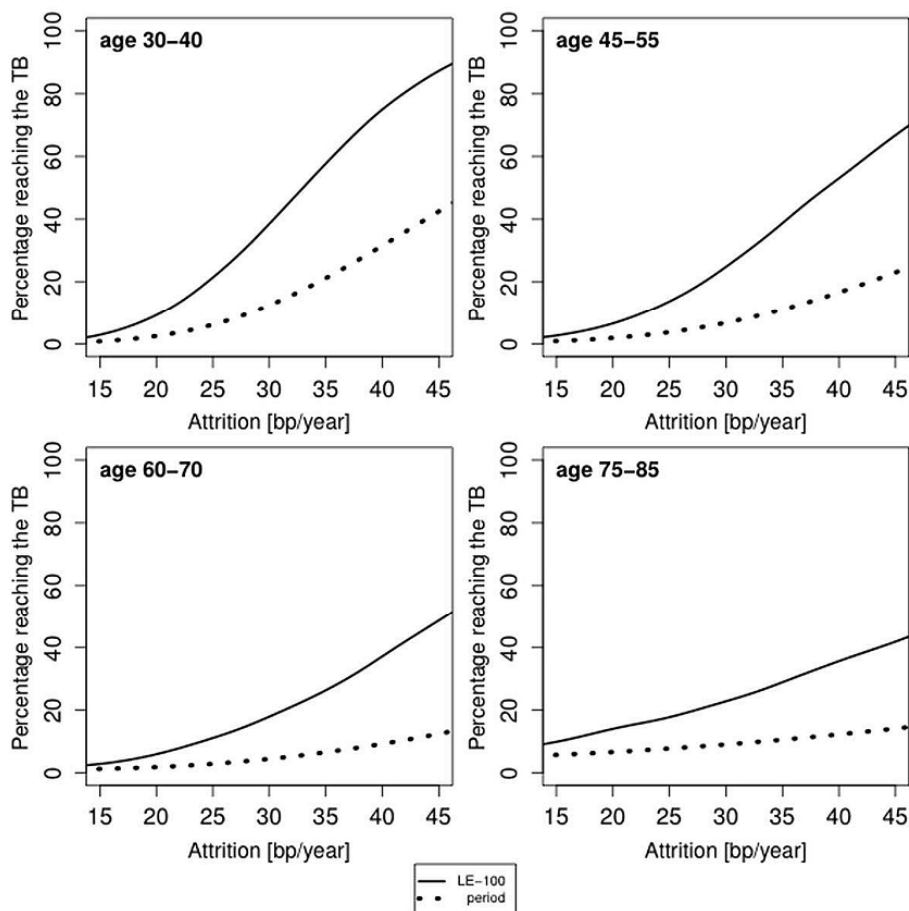 age 30–40
Percentage reaching the TB
0 20 40 60 80 100
15 20 25 30 35 40 45
Attrition [bp/year]
age 45–55
Percentage reaching the TB
0 20 40 60 80 100
15 20 25 30 35 40 45
Attrition [bp/year]
age 60–70
Percentage reaching the TB
0 20 40 60 80 100
15 20 25 30 35 40 45
Attrition [bp/year]
age 75–85
Percentage reaching the TB
0 20 40 60 80 100
15 20 25 30 35 40 45
Attrition [bp/year]
LE–100
period